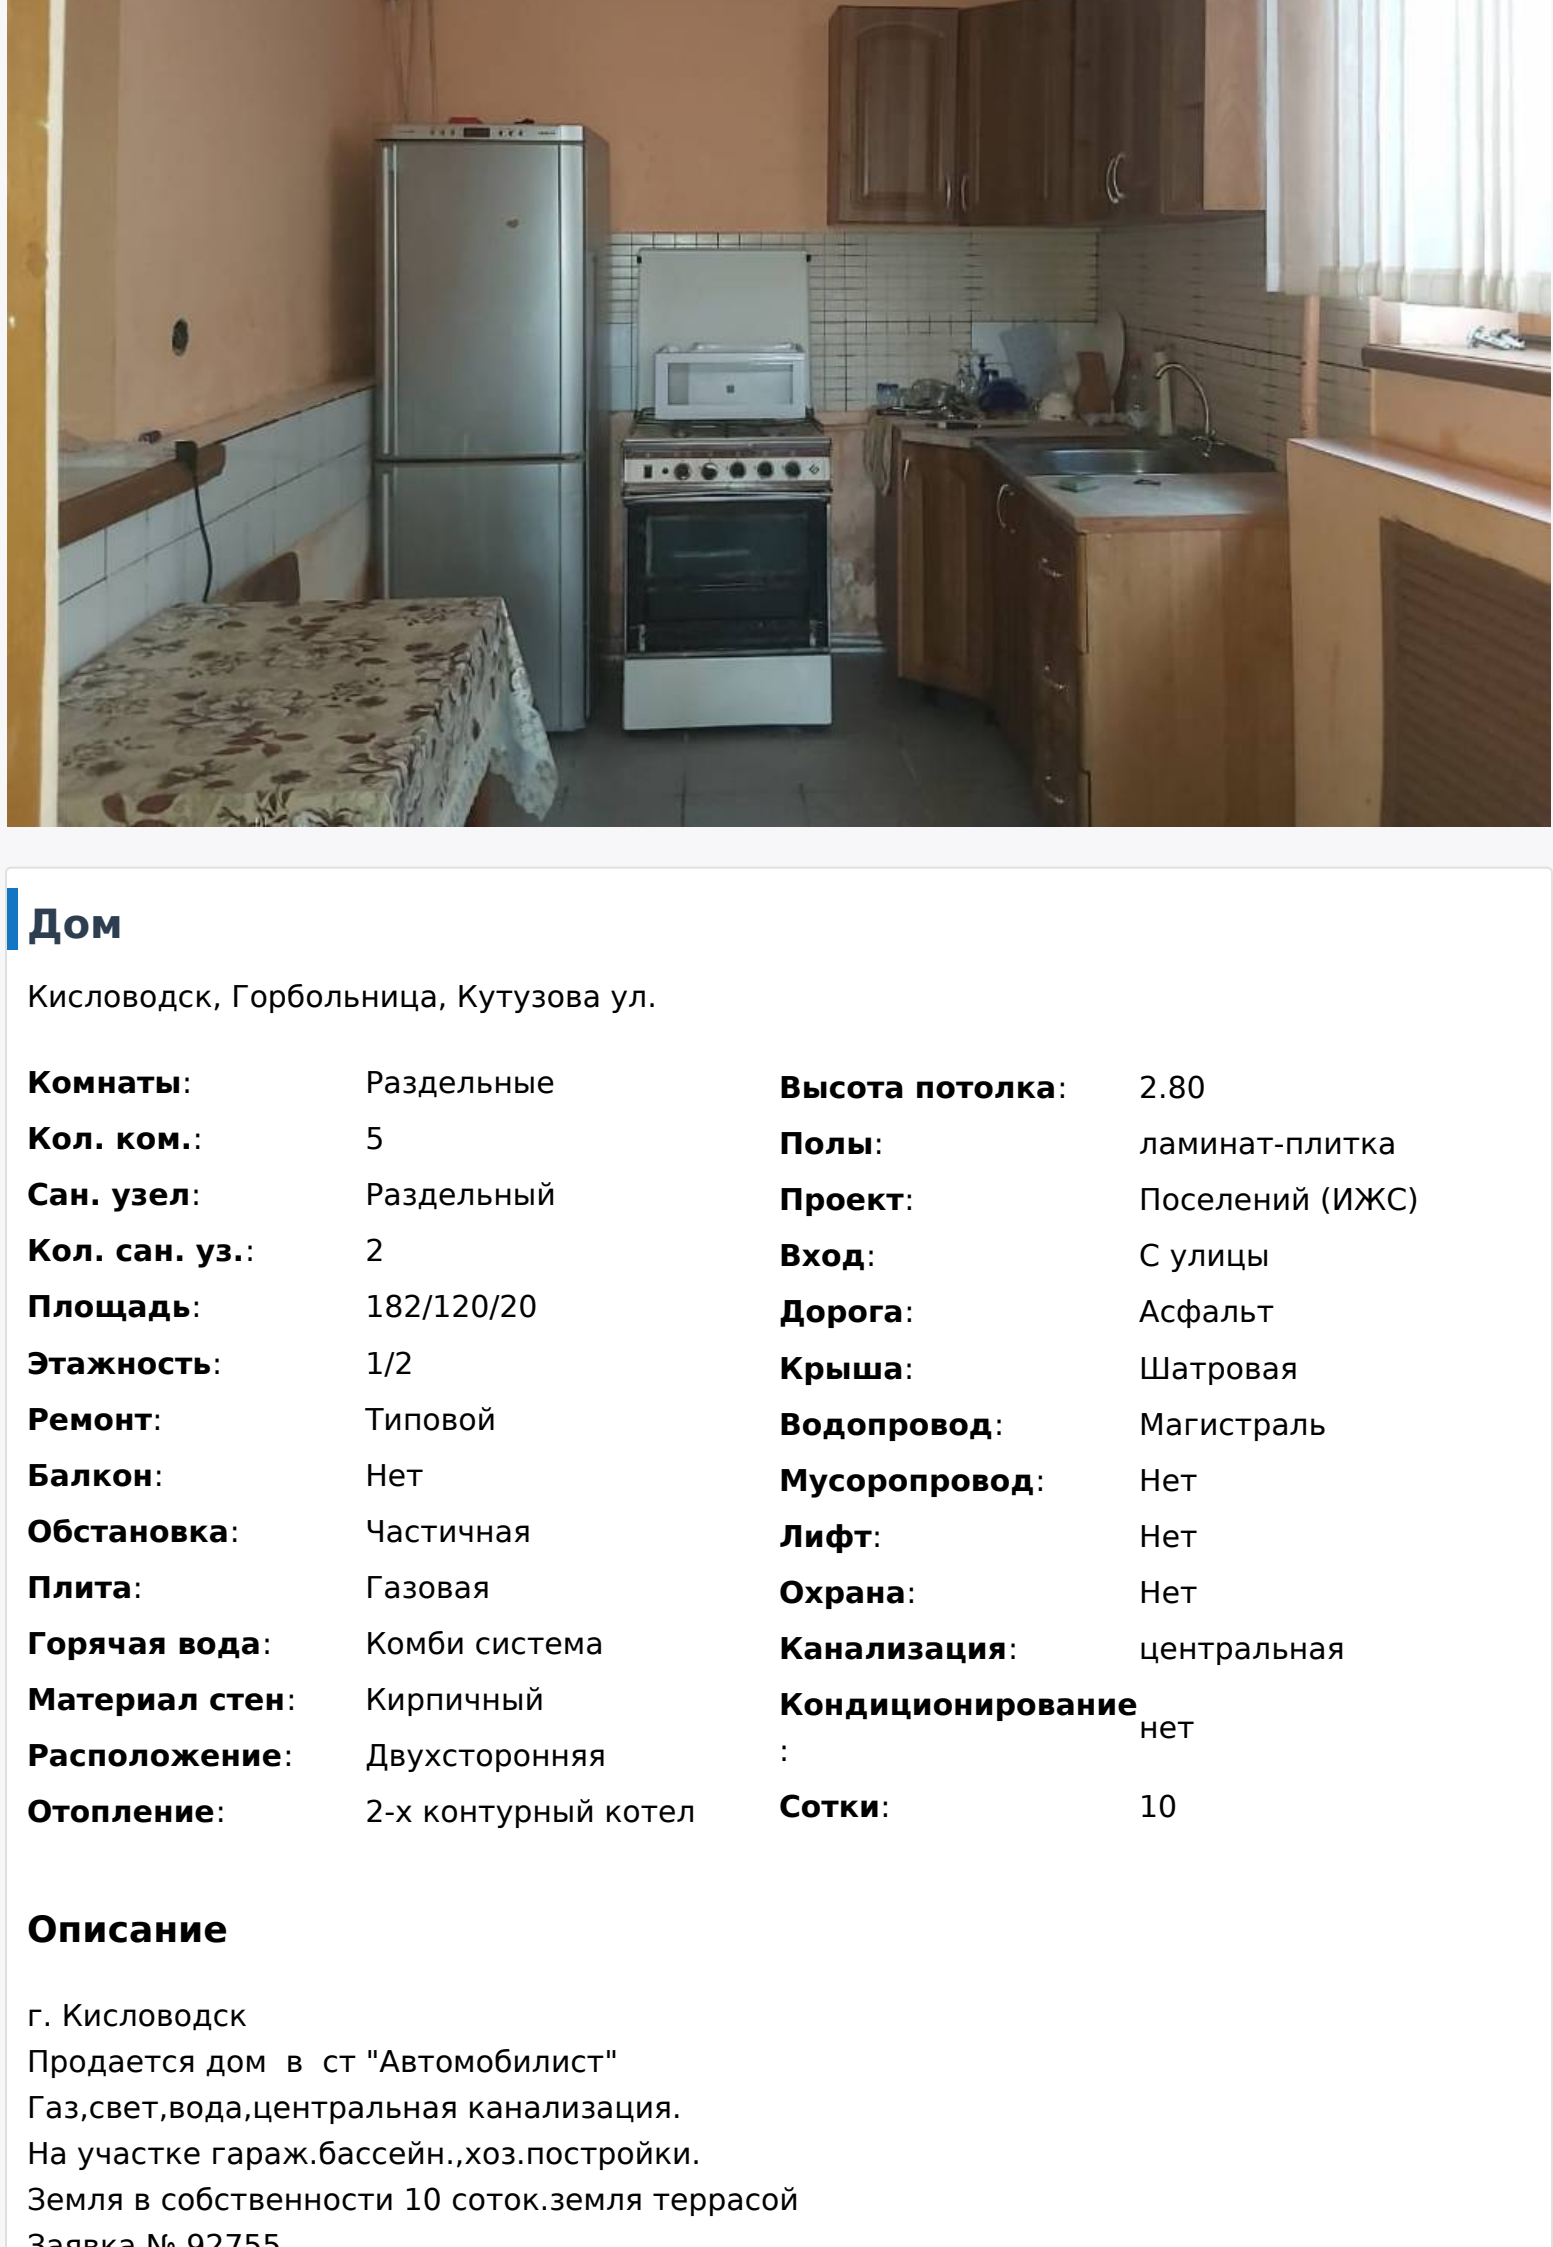 Дом
Кисловодск, Горбольница, Кутузова ул.
Комнаты: Раздельные
Кол. ком.: 5
Сан. узел: Раздельный
Кол. сан. уз.: 2
Площадь: 182/120/20
Этажность: 1/2
Ремонт: Типовой
Балкон: Нет
Обстановка: Частичная
Плита: Газовая
Горячая вода: Комби система
Материал стен: Кирпичный
Расположение: Двухсторонняя
Отопление: 2-х контурный котел
Высота потолка: 2.80
Полы: ламинат-плитка
Проект: Поселений (ИЖС)
Вход: С улицы
Дорога: Асфальт
Крыша: Шатровая
Водопровод: Магистраль
Мусоропровод: Нет
Лифт: Нет
Охрана: Нет
Канализация: центральная
Кондиционирование: нет
Сотки: 10
Описание
г. Кисловодск
Продается дом  в  ст "Автомобилист"
Газ,свет,вода,центральная канализация.
На участке гараж.бассейн.,хоз.постройки.
Земля в собственности 10 соток.земля террасой
Заявка № 92755